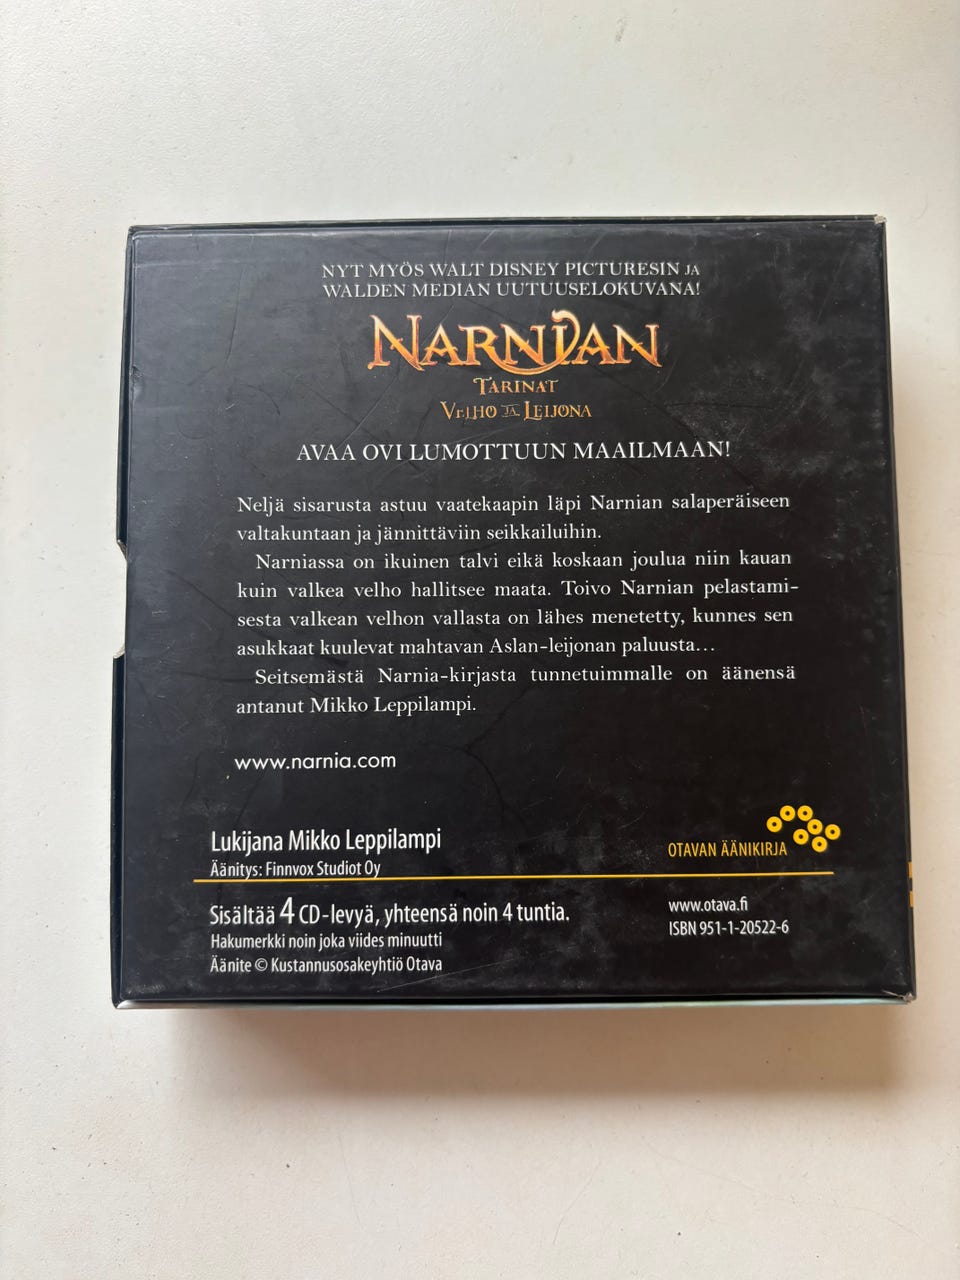 NYT MYÖS WALT DISNEY PICTURESIN JA
WALDEN MEDIAN UUTUUSELOKUVANA!
NARNIAN
TARINAT
VELHO JA LEIJONA
AVAA OVI LUMOTTUUN MAAILMAAN!
Neljä sisarusta astuu vaatekaapin läpi Narnian salaperäiseen
valtakuntaan ja jännittäviin seikkailuihin.
Narniassa on ikuinen talvi eikä koskaan joulua niin kauan
kuin valkea velho hallitsee maata. Toivo Narnian pelastami-
sesta valkean velhon vallasta on lähes menetetty, kunnes sen
asukkaat kuulevat mahtavan Aslan-leijonan paluusta...
Seitsemästä Narnia-kirjasta tunnetuimmalle on äänensä
antanut Mikko Leppilampi.
www.narnia.com
Lukijana Mikko Leppilampi
Äänitys: Finnvox Studiot Oy
OTAVAN ÄÄNIKIRJA
Sisältää 4 CD-levyä, yhteensä noin 4 tuntia.
Hakumerkki noin joka viides minuutti
Äänite © Kustannusosakeyhtiö Otava
www.otava.fi
ISBN 951-1-20522-6